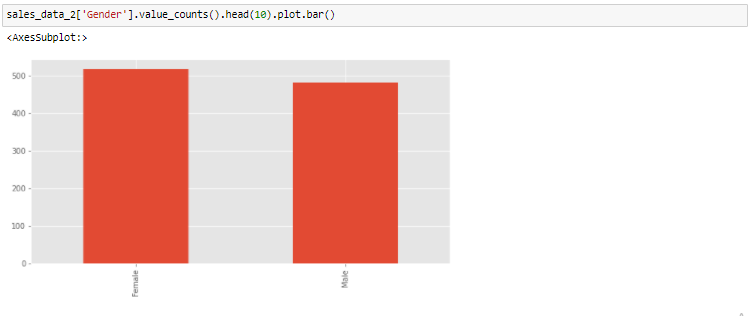 sales_data_2['Gender'].value_counts().head(10).plot.bar()
<AxesSubplot:>
500
400
300
200
100
0
Female
Male